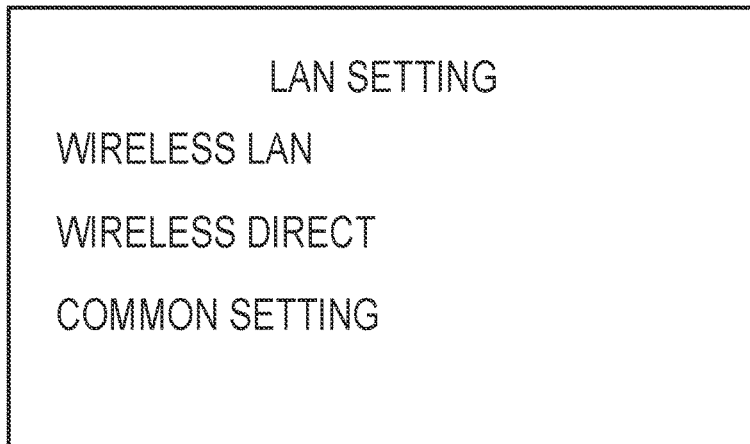 LAN SETTING
WIRELESS LAN
WIRELESS DIRECT
COMMON SETTING